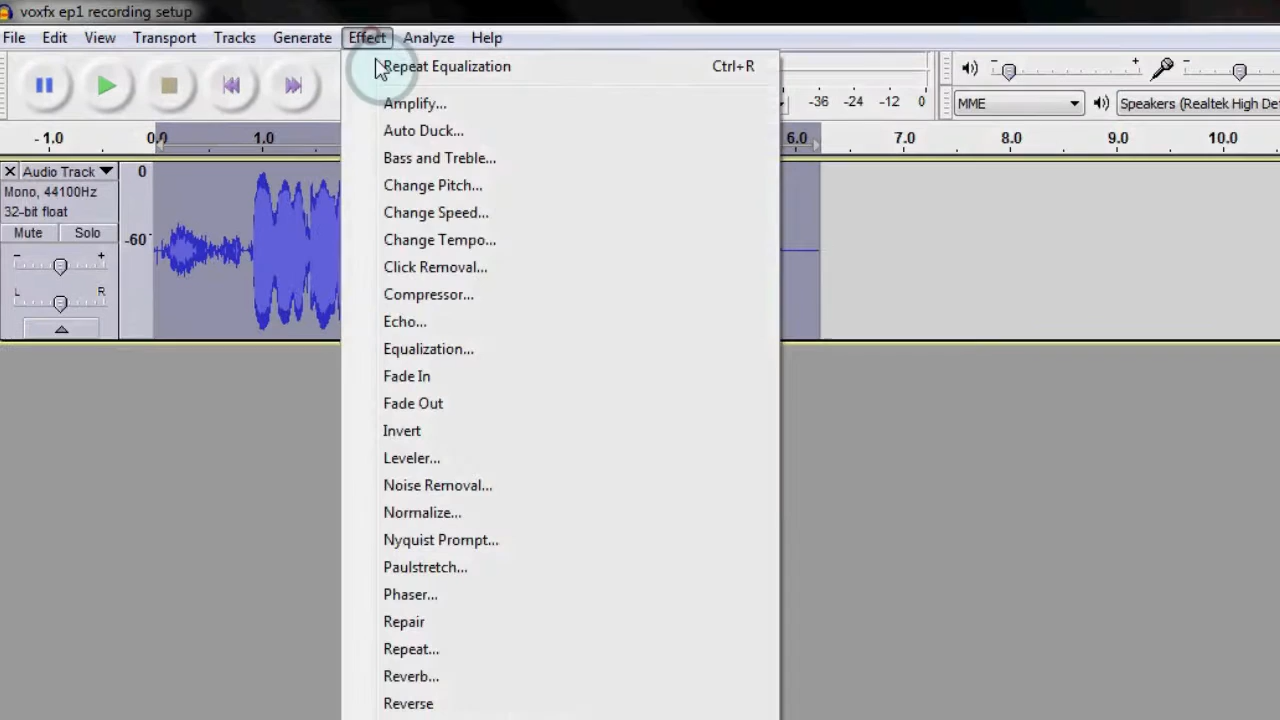 voxfx ep1 recording setup
File Edit View Transport Tracks Generate Effect Analyze Help
Repeat Equalization Ctrl+R
Amplify...
Auto Duck...
Bass and Treble...
Change Pitch...
Change Speed...
Change Tempo...
Click Removal...
Compressor...
Echo...
Equalization...
Fade In
Fade Out
Invert
Leveler...
Noise Removal...
Normalize...
Nyquist Prompt...
Paulstretch...
Phaser...
Repair
Repeat...
Reverb...
Reverse
-36 -24 -12 0
MME
Speakers (Realtek High De
- 1.0 0.0 1.0 6.0 7.0 8.0 9.0 10.0
Audio Track
Mono, 44100Hz
32-bit float
Mute Solo
- +
L R
0
-60